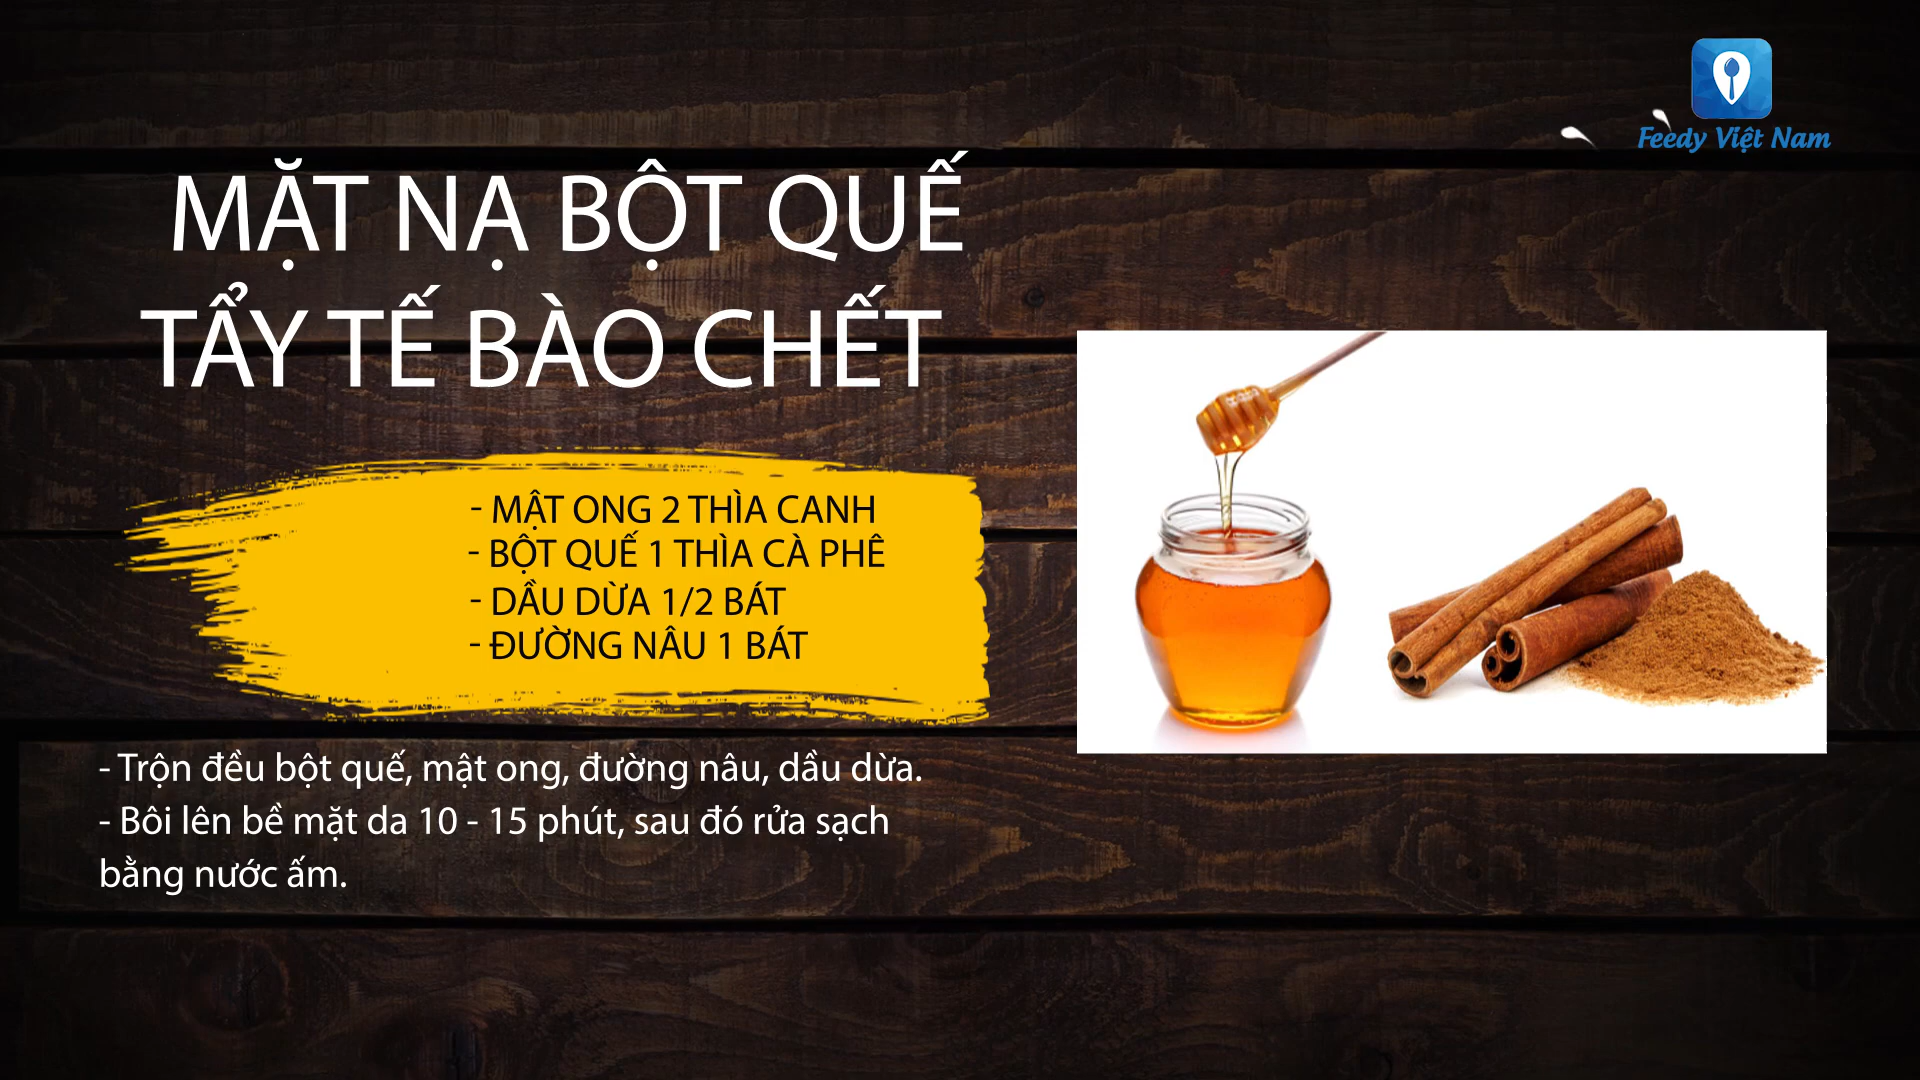 Feedy Việt Nam
MẶT NẠ BỘT QUẾ
TẨY TẾ BÀO CHẾT
- MẬT ONG 2 THÌA CANH
- BỘT QUẾ 1 THÌA CÀ PHÊ
- DẦU DỪA 1/2 BÁT
- ĐƯỜNG NÂU 1 BÁT
- Trộn đều bột quế, mật ong, đường nâu, dầu dừa.
- Bôi lên bề mặt da 10 - 15 phút, sau đó rửa sạch
bằng nước ấm.